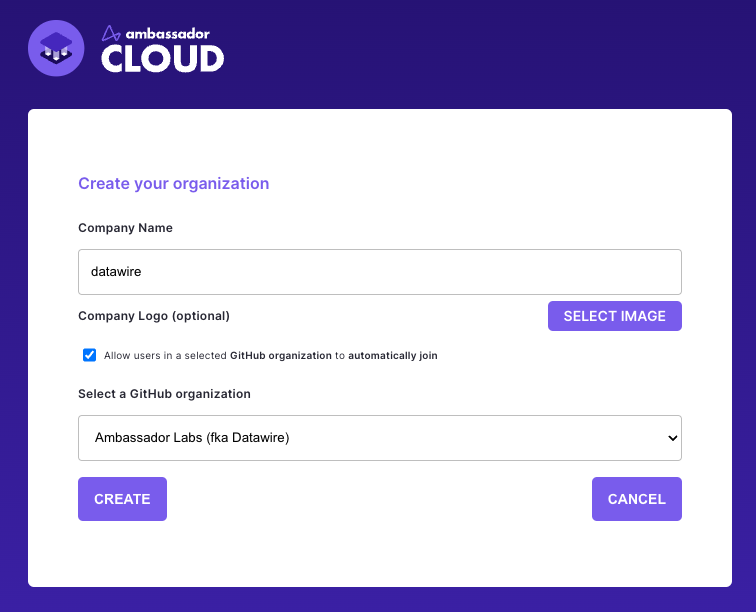 ambassador
CLOUD
Create your organization
Company Name
datawire
Company Logo (optional)
SELECT IMAGE
Allow users in a selected GitHub organization to automatically join
Select a GitHub organization
Ambassador Labs (fka Datawire)
CREATE
CANCEL